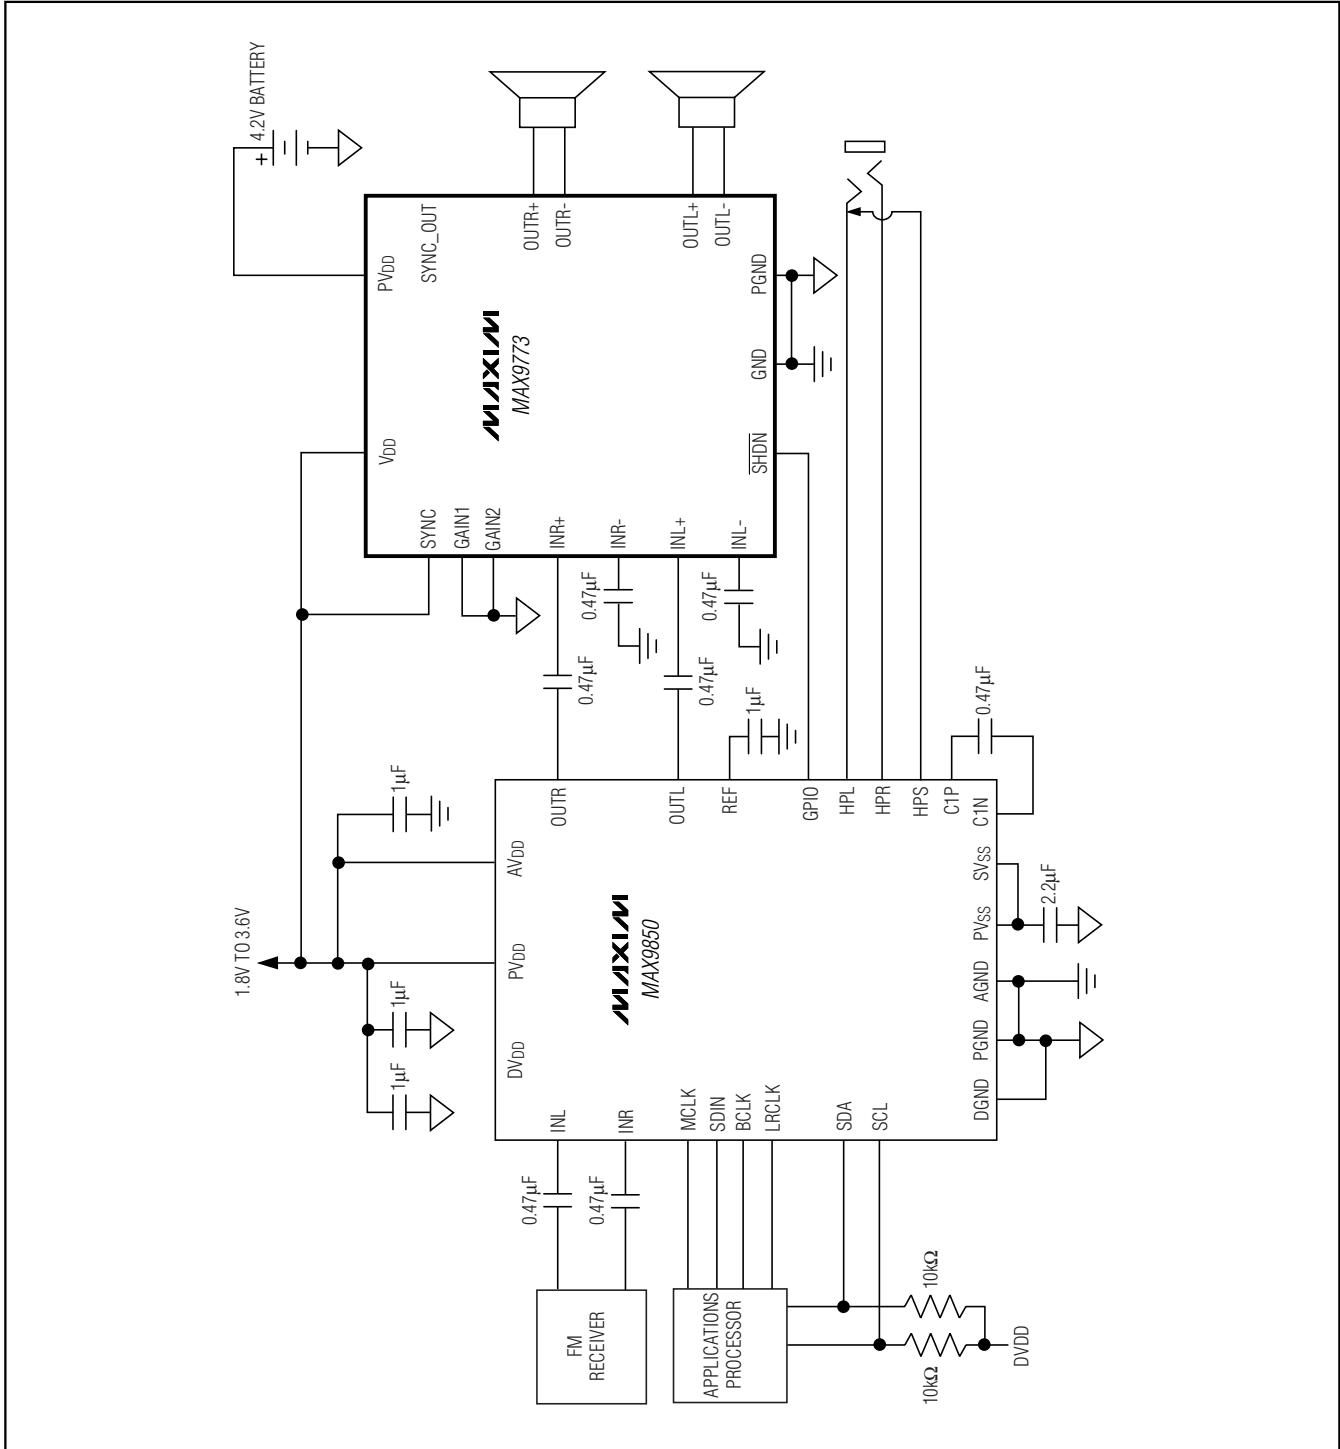 4.2V BATTERY
+
PVDD
SYNC_OUT
OUTR+
OUTR-
OUTL+
OUTL-
VDD
MAXIM
MAX9773
PGND
GND
SHDN
SYNC
GAIN1
GAIN2
INR+
INR-
INL+
INL-
0.47µF
0.47µF
0.47µF
0.47µF
1µF
0.47µF
1.8V TO 3.6V
1µF
1µF
1µF
AVDD
PVDD
DVDD
OUTR
OUTL
REF
GPIO
HPL
HPR
HPS
C1P
C1N
MAXIM
MAX9850
SVSS
PVSS
2.2µF
AGND
PGND
DGND
INL
INR
MCLK
SDIN
BCLK
LRCLK
SDA
SCL
0.47µF
0.47µF
FM
RECEIVER
APPLICATIONS
PROCESSOR
10kΩ
10kΩ
DVDD